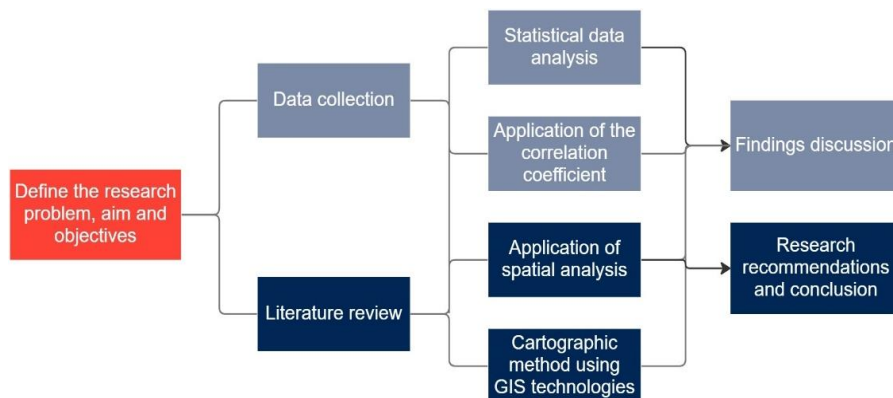 Define the research
problem, aim and
objectives
Data collection
Literature review
Statistical data
analysis
Application of the
correlation
coefficient
Application of
spatial analysis
Cartographic
method using
GIS technologies
Findings discussion
Research
recommendations
and conclusion